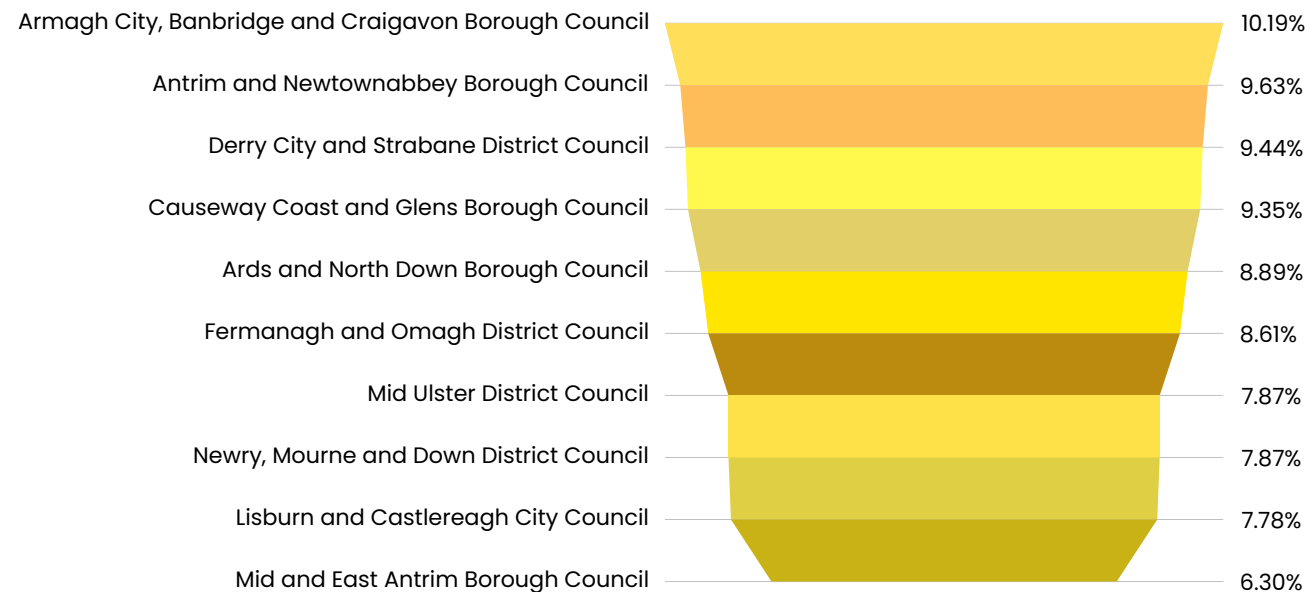 Armagh City, Banbridge and Craigavon Borough Council 10.19%
Antrim and Newtownabbey Borough Council 9.63%
Derry City and Strabane District Council 9.44%
Causeway Coast and Glens Borough Council 9.35%
Ards and North Down Borough Council 8.89%
Fermanagh and Omagh District Council 8.61%
Mid Ulster District Council 7.87%
Newry, Mourne and Down District Council 7.87%
Lisburn and Castlereagh City Council 7.78%
Mid and East Antrim Borough Council 6.30%